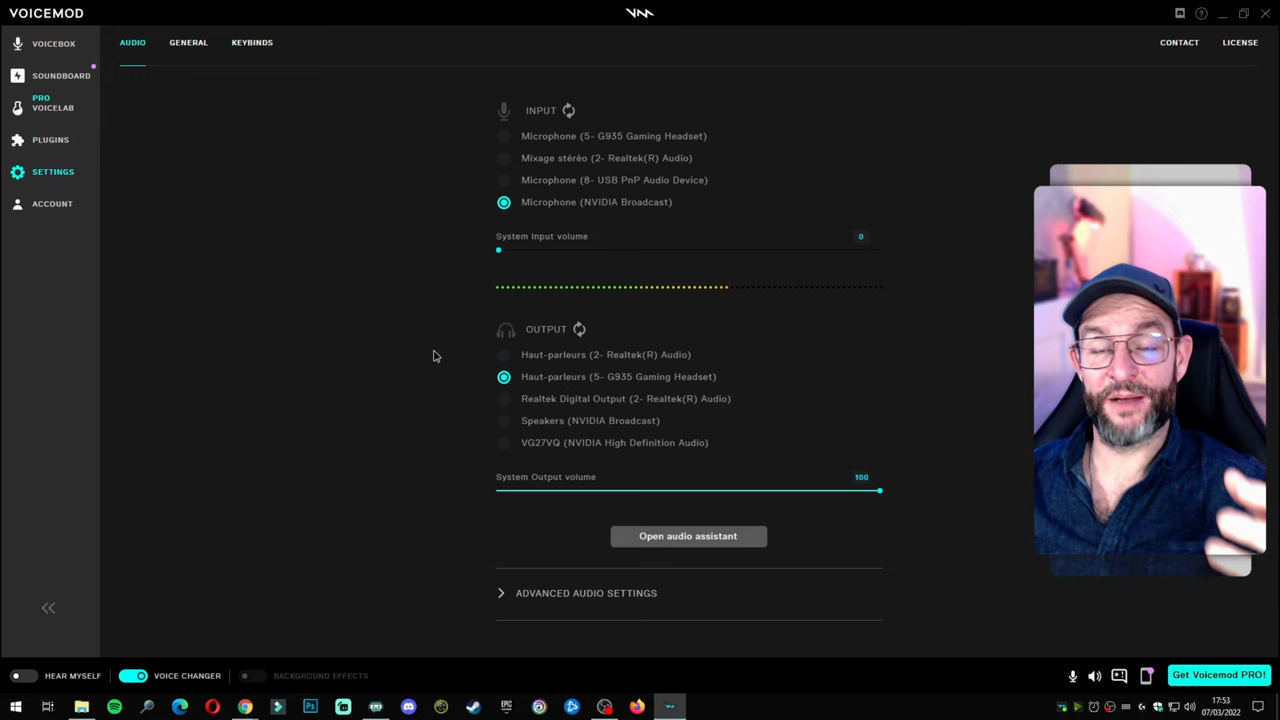 VOICEMOD
VOICEBOX
SOUNDBOARD
PRO
VOICELAB
PLUGINS
SETTINGS
ACCOUNT
AUDIO GENERAL KEYBINDS
CONTACT LICENSE
INPUT
Microphone (5- G935 Gaming Headset)
Mixage stéréo (2- Realtek(R) Audio)
Microphone (8- USB PnP Audio Device)
Microphone (NVIDIA Broadcast)
System Input volume 0
OUTPUT
Haut-parleurs (2- Realtek(R) Audio)
Haut-parleurs (5- G935 Gaming Headset)
Realtek Digital Output (2- Realtek(R) Audio)
Speakers (NVIDIA Broadcast)
VG27VQ (NVIDIA High Definition Audio)
System Output volume 100
Open audio assistant
ADVANCED AUDIO SETTINGS
HEAR MYSELF VOICE CHANGER BACKGROUND EFFECTS
Get Voicemod PRO!
17:53
07/03/2022